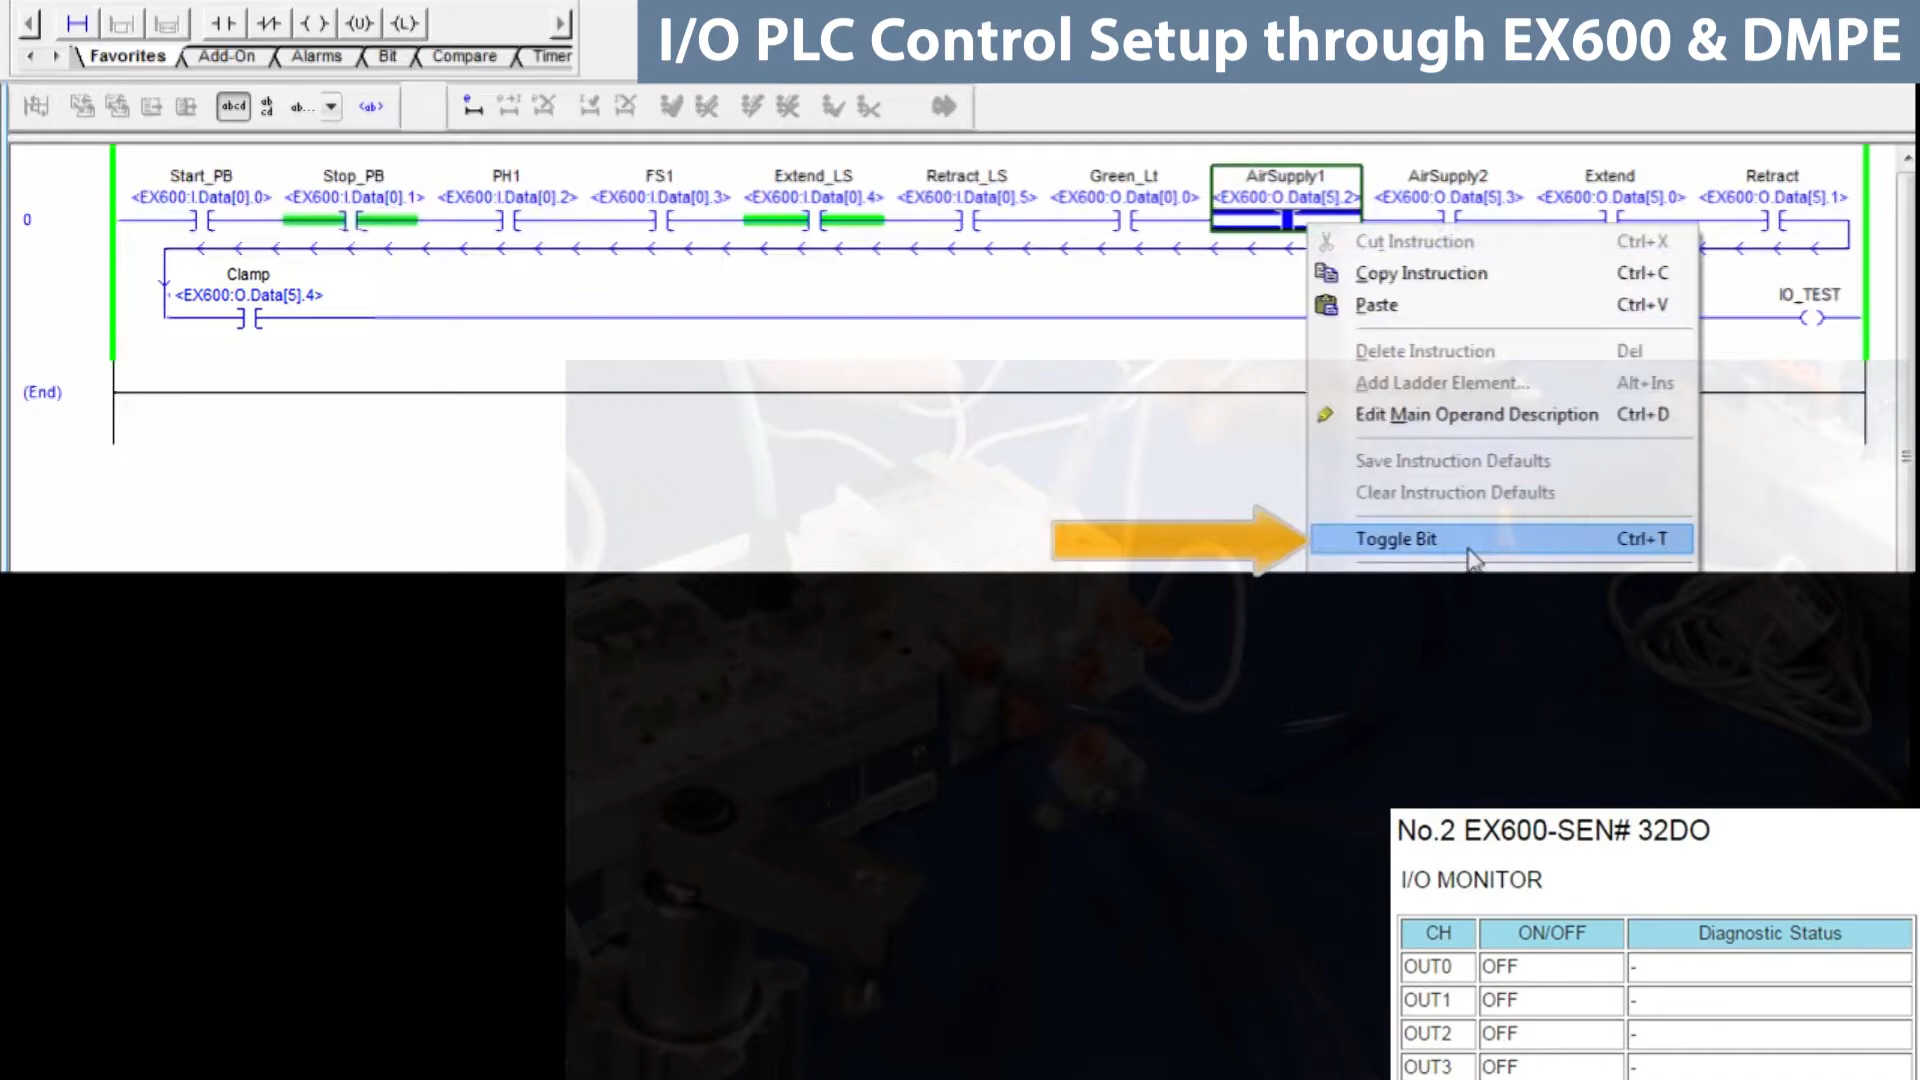 I/O PLC Control Setup through EX600 & DMPE
Favorites Add-On Alarms Bit Compare Timer
abcd ab cd ab... <ab>
Start_PB Stop_PB PH1 FS1 Extend_LS Retract_LS Green_Lt AirSupply1 AirSupply2 Extend Retract
<EX600:I.Data[0].0> <EX600:I.Data[0].1> <EX600:I.Data[0].2> <EX600:I.Data[0].3> <EX600:I.Data[0].4> <EX600:I.Data[0].5> <EX600:O.Data[0].0> <EX600:O.Data[5].2> <EX600:O.Data[5].3> <EX600:O.Data[5].0> <EX600:O.Data[5].1>
0
Clamp
<EX600:O.Data[5].4>
IO_TEST
(End)
Cut Instruction Ctrl+X
Copy Instruction Ctrl+C
Paste Ctrl+V
Delete Instruction Del
Add Ladder Element... Alt+Ins
Edit Main Operand Description Ctrl+D
Save Instruction Defaults
Clear Instruction Defaults
Toggle Bit Ctrl+T
No.2 EX600-SEN# 32DO
I/O MONITOR
CH ON/OFF Diagnostic Status
OUT0 OFF -
OUT1 OFF -
OUT2 OFF -
OUT3 OFF -